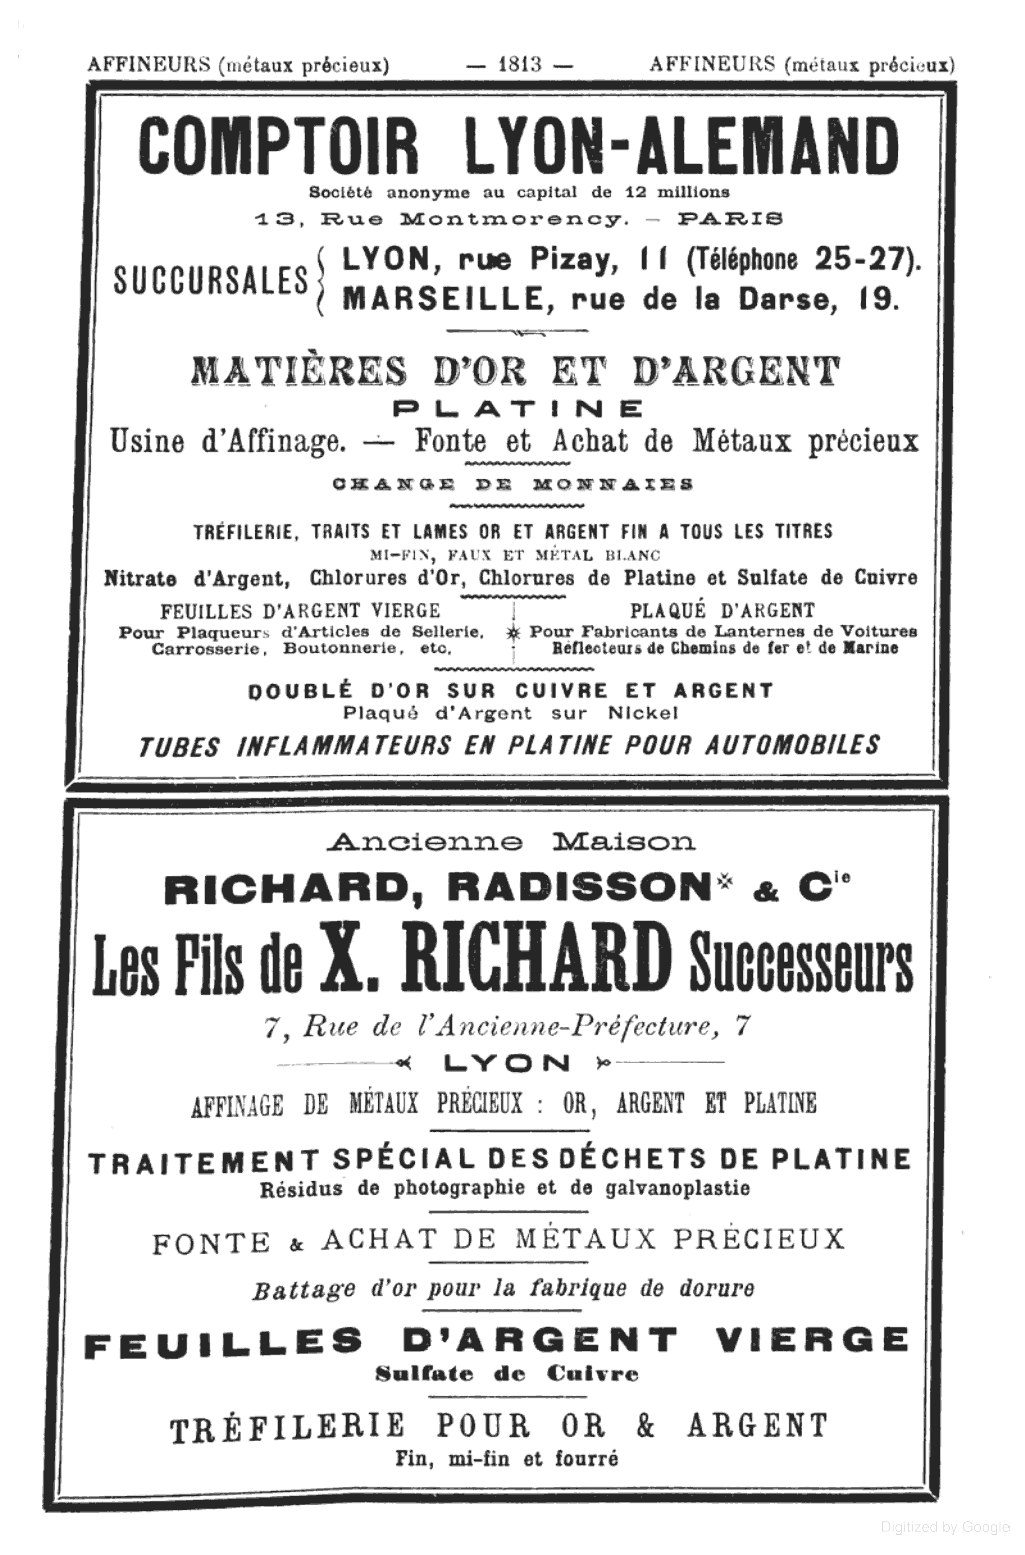 AFFINEURS (métaux précieux) — 1813 — AFFINEURS (métaux précieux)
COMPTOIR LYON-ALEMAND
Société anonyme au capital de 12 millions
13, Rue Montmorency. — PARIS
SUCCURSALES
LYON, rue Pizay, 11 (Téléphone 25-27).
MARSEILLE, rue de la Darse, 19.
MATIÈRES D'OR ET D'ARGENT
PLATINE
Usine d'Affinage. — Fonte et Achat de Métaux précieux
CHANGE DE MONNAIES
TRÉFILERIE, TRAITS ET LAMES OR ET ARGENT FIN A TOUS LES TITRES
MI-FIN, FAUX ET MÉTAL BLANC
Nitrate d'Argent, Chlorures d'Or, Chlorures de Platine et Sulfate de Cuivre
FEUILLES D'ARGENT VIERGE
Pour Plaqueurs d'Articles de Sellerie,
Carrosserie, Boutonnerie, etc.
PLAQUÉ D'ARGENT
Pour Fabricants de Lanternes de Voitures
Réflecteurs de Chemins de fer et de Marine
DOUBLÉ D'OR SUR CUIVRE ET ARGENT
Plaqué d'Argent sur Nickel
TUBES INFLAMMATEURS EN PLATINE POUR AUTOMOBILES
Ancienne Maison
RICHARD, RADISSON* & Cie
Les Fils de X. RICHARD Successeurs
7, Rue de l'Ancienne-Préfecture, 7
LYON
AFFINAGE DE MÉTAUX PRÉCIEUX : OR, ARGENT ET PLATINE
TRAITEMENT SPÉCIAL DES DÉCHETS DE PLATINE
Résidus de photographie et de galvanoplastie
FONTE & ACHAT DE MÉTAUX PRÉCIEUX
Battage d'or pour la fabrique de dorure
FEUILLES D'ARGENT VIERGE
Sulfate de Cuivre
TRÉFILERIE POUR OR & ARGENT
Fin, mi-fin et fourré
Digitized by Google